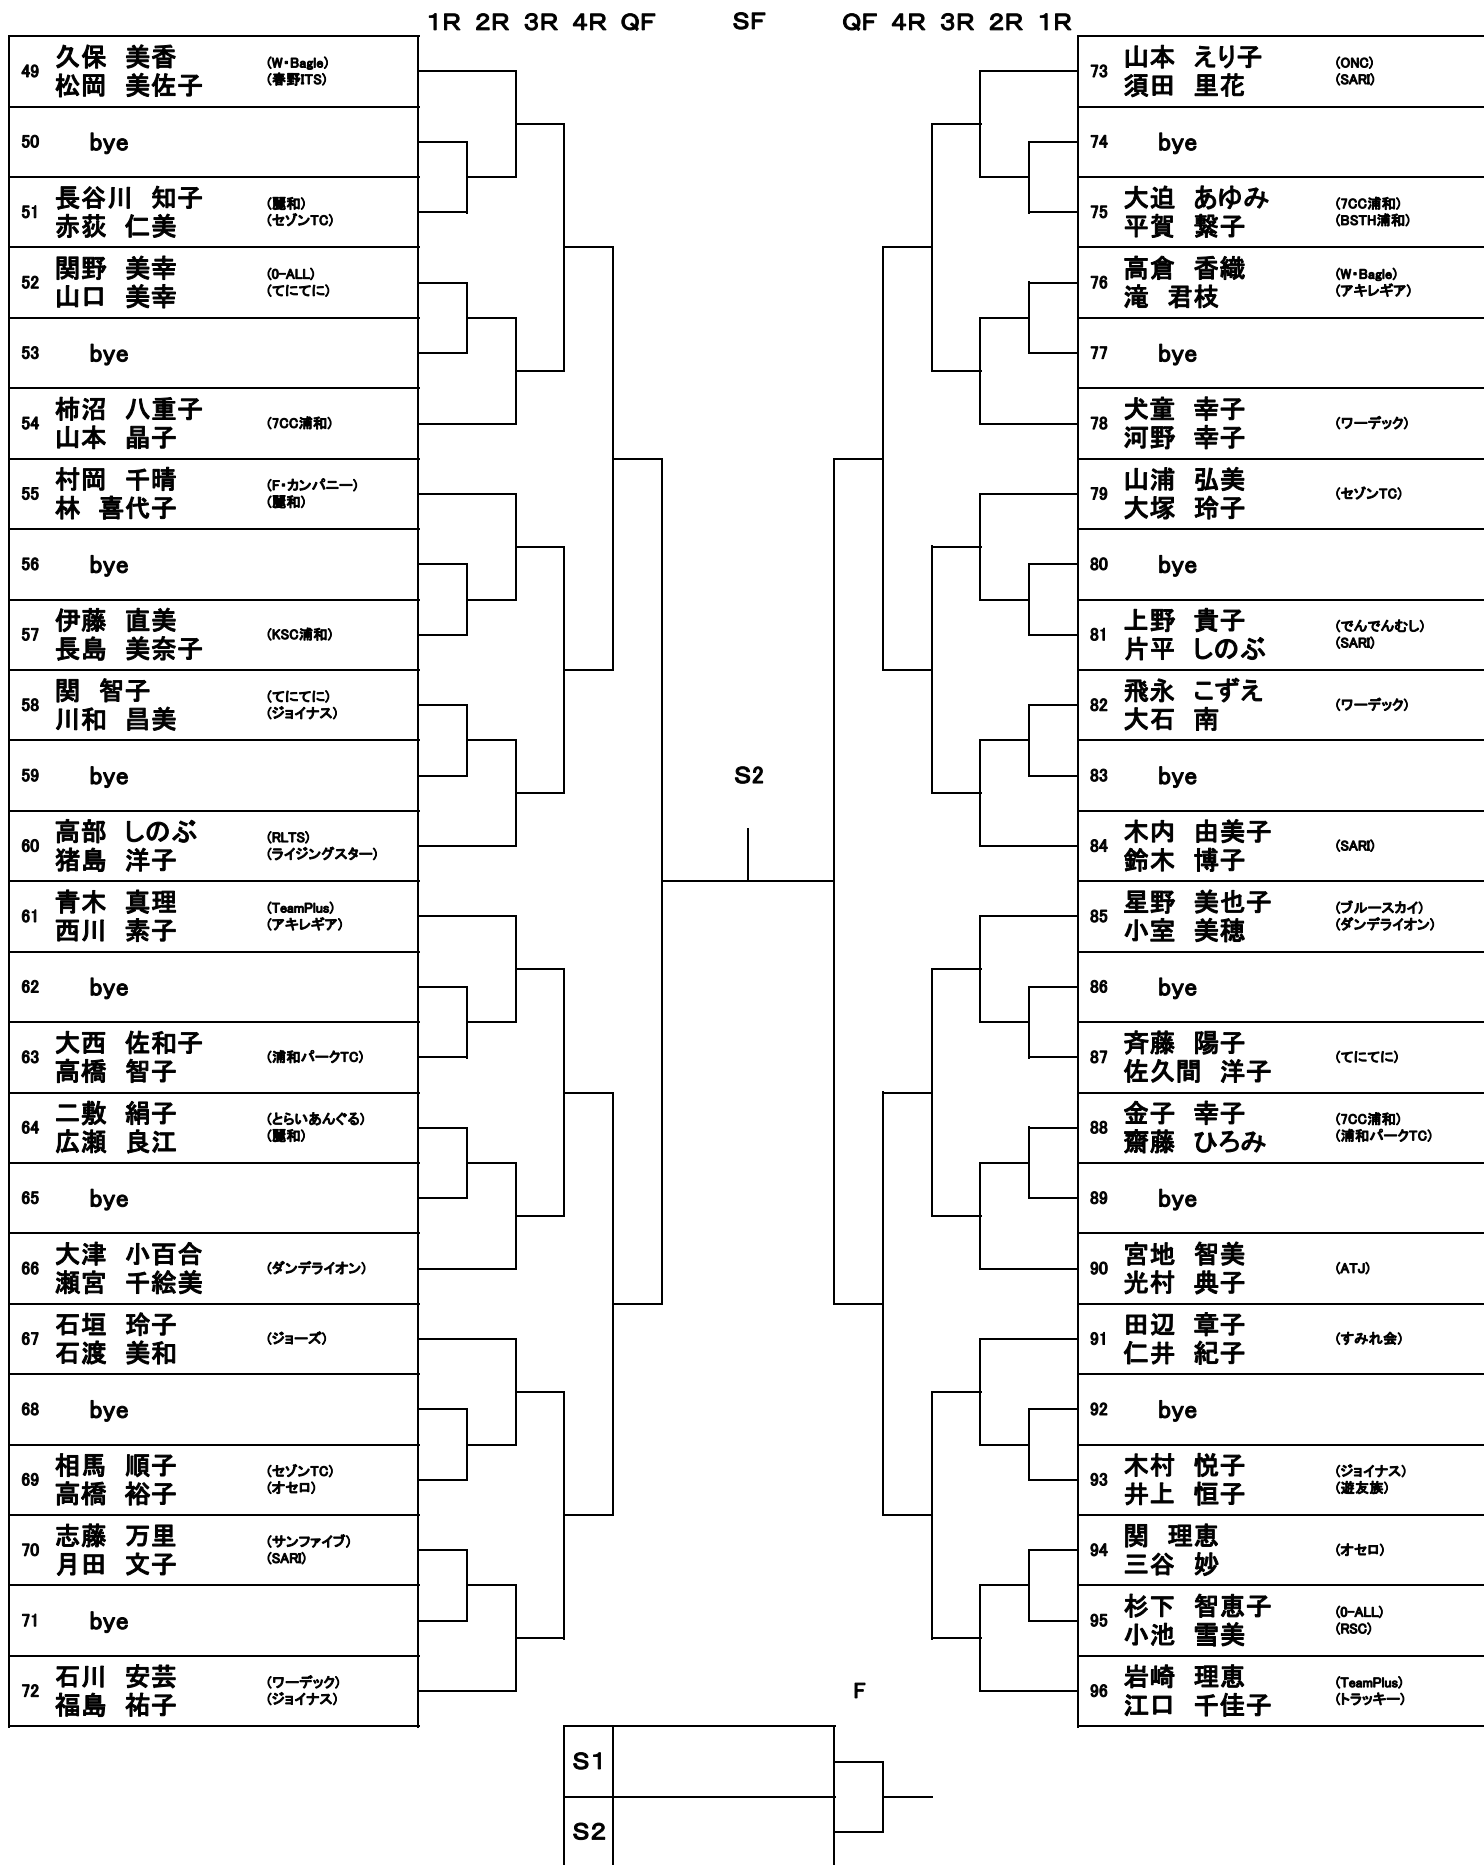 1R 2R 3R 4R QF SF QF 4R 3R 2R 1R
49 久保 美香 (W・Bagle)
松岡 美佐子 (春野ITS)
50 bye
51 長谷川 知子 (麗和)
赤荻 仁美 (セゾンTC)
52 関野 美幸 (0-ALL)
山口 美幸 (てにてに)
53 bye
54 柿沼 八重子 (7CC浦和)
山本 晶子
55 村岡 千晴 (F・カンパニー)
林 喜代子 (麗和)
56 bye
57 伊藤 直美 (KSC浦和)
長島 美奈子
58 関 智子 (てにてに)
川和 昌美 (ジョイナス)
59 bye
60 高部 しのぶ (RLTS)
猪島 洋子 (ライジングスター)
61 青木 真理 (TeamPlus)
西川 素子 (アキレギア)
62 bye
63 大西 佐和子 (浦和パークTC)
高橋 智子
64 二敷 絹子 (とらいあんぐる)
広瀬 良江 (麗和)
65 bye
66 大津 小百合 (ダンデライオン)
瀬宮 千絵美
67 石垣 玲子 (ジョーズ)
石渡 美和
68 bye
69 相馬 順子 (セゾンTC)
高橋 裕子 (オセロ)
70 志藤 万里 (サンファイブ)
月田 文子 (SARI)
71 bye
72 石川 安芸 (ワーデック)
福島 祐子 (ジョイナス)
S2
73 山本 えり子 (ONC)
須田 里花 (SARI)
74 bye
75 大迫 あゆみ (7CC浦和)
平賀 繋子 (BSTH浦和)
76 高倉 香織 (W・Bagle)
滝 君枝 (アキレギア)
77 bye
78 犬童 幸子 (ワーデック)
河野 幸子
79 山浦 弘美 (セゾンTC)
大塚 玲子
80 bye
81 上野 貴子 (でんでんむし)
片平 しのぶ (SARI)
82 飛永 こずえ (ワーデック)
大石 南
83 bye
84 木内 由美子 (SARI)
鈴木 博子
85 星野 美也子 (ブルースカイ)
小室 美穂 (ダンデライオン)
86 bye
87 斉藤 陽子 (てにてに)
佐久間 洋子
88 金子 幸子 (7CC浦和)
齋藤 ひろみ (浦和パークTC)
89 bye
90 宮地 智美 (ATJ)
光村 典子
91 田辺 章子 (すみれ会)
仁井 紀子
92 bye
93 木村 悦子 (ジョイナス)
井上 恒子 (遊友族)
94 関 理恵 (オセロ)
三谷 妙
95 杉下 智恵子 (0-ALL)
小池 雪美 (RSC)
96 岩崎 理恵 (TeamPlus)
江口 千佳子 (トラッキー)
F
S1
S2